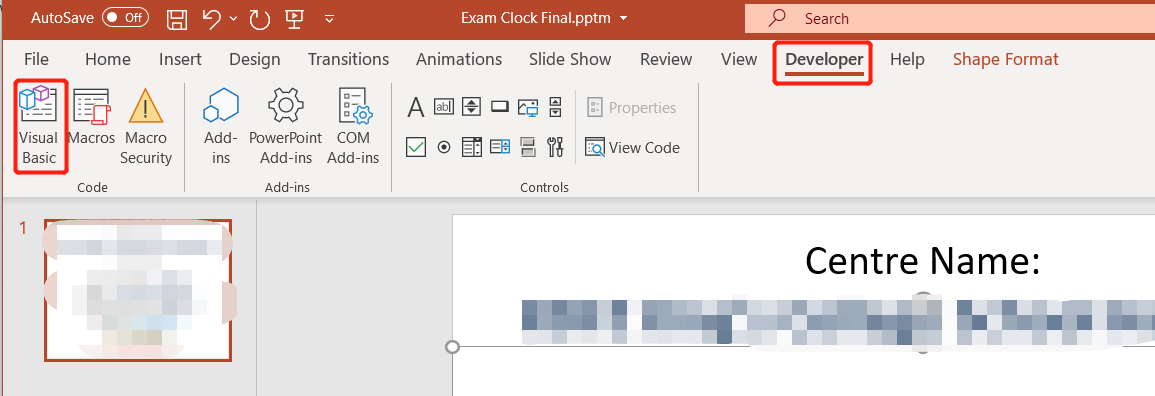 AutoSave Off Exam Clock Final.pptm Search
File Home Insert Design Transitions Animations Slide Show Review View Developer Help Shape Format
Visual Basic
Macros
Macro Security
Add-ins
PowerPoint Add-ins
COM Add-ins
A
ab
Properties
View Code
Code Add-ins Controls
1
Centre Name: